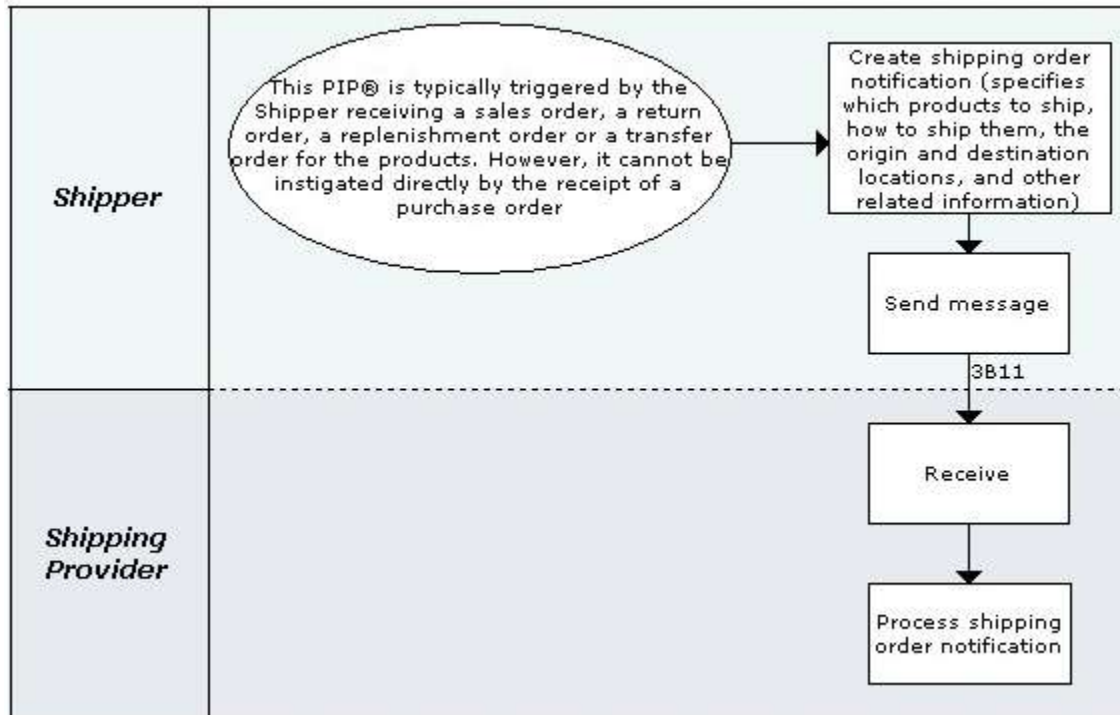 Shipper
This PIP® is typically triggered by the
Shipper receiving a sales order, a return
order, a replenishment order or a transfer
order for the products. However, it cannot be
instigated directly by the receipt of a
purchase order
Create shipping order
notification (specifies
which products to ship,
how to ship them, the
origin and destination
locations, and other
related information)
Send message
3B11
Shipping
Provider
Receive
Process shipping
order notification